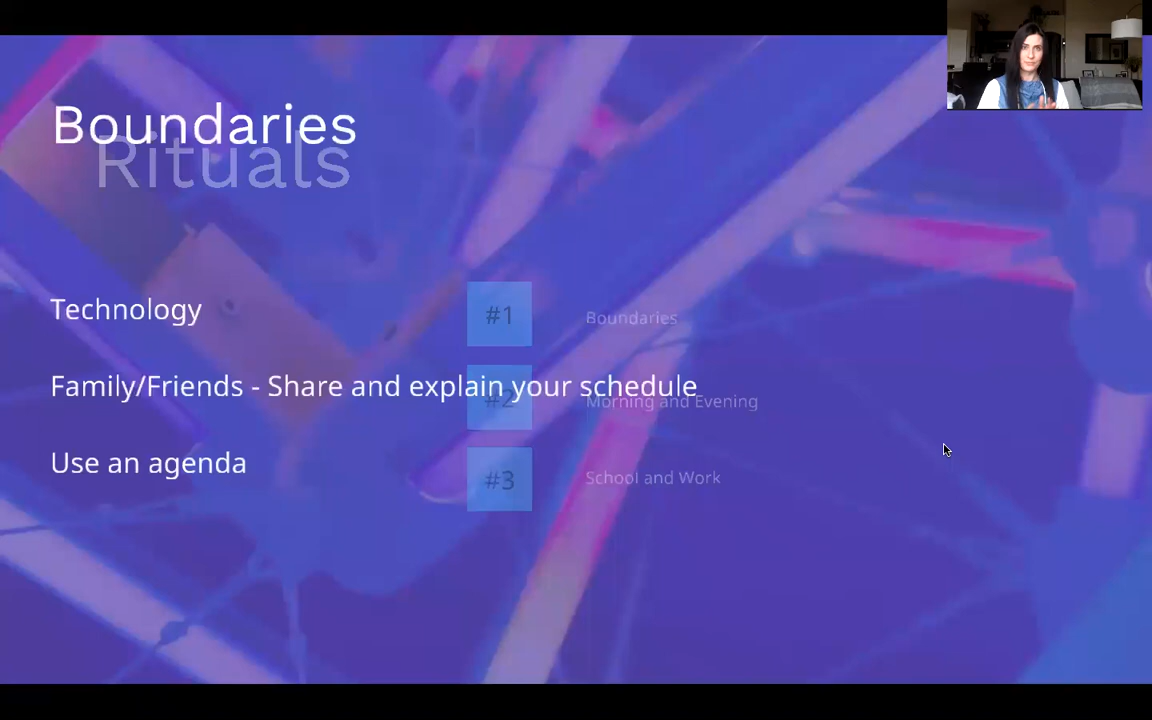 Boundaries
Rituals
Technology
#1
Boundaries
Family/Friends - Share and explain your schedule
#2
Morning and Evening
Use an agenda
#3
School and Work